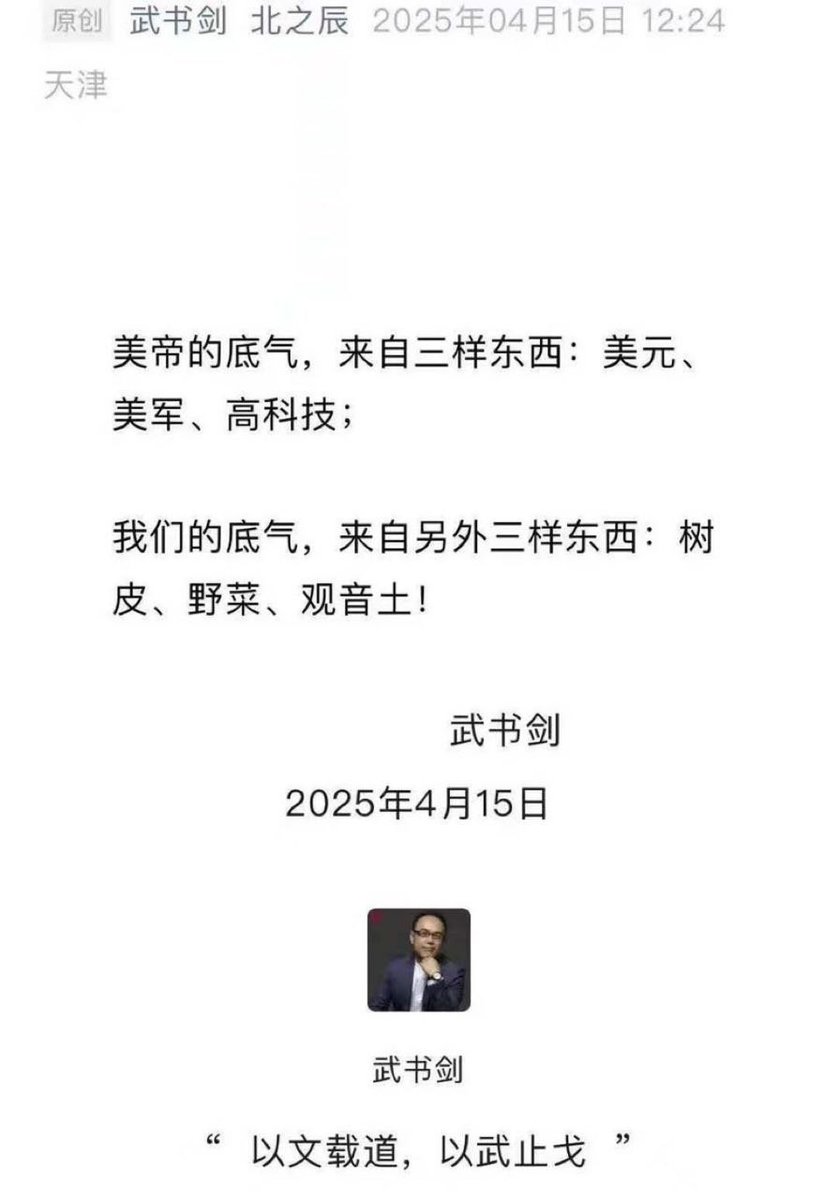 原创 武书剑 北之辰 2025年04月15日 12:24
天津
美帝的底气，来自三样东西：美元、
美军、高科技；
我们的底气，来自另外三样东西：树
皮、野菜、观音土！
武书剑
2025年4月15日
武书剑
“ 以文载道，以武止戈 ”